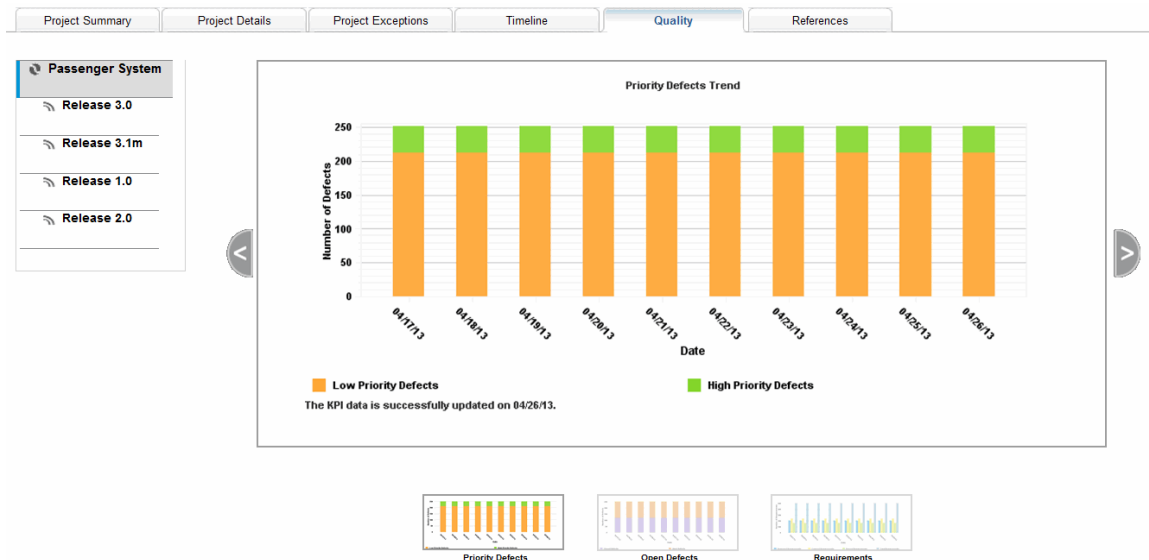 Project Summary
Project Details
Project Exceptions
Timeline
Quality
References
Passenger System
Release 3.0
Release 3.1m
Release 1.0
Release 2.0
<
>
Priority Defects Trend
250
200
150
100
50
0
Number of Defects
04/17/13
04/18/13
04/19/13
04/20/13
04/21/13
04/22/13
04/23/13
04/24/13
04/25/13
04/26/13
Date
Low Priority Defects
High Priority Defects
The KPI data is successfully updated on 04/26/13.
Priority Defects
Open Defects
Requirements